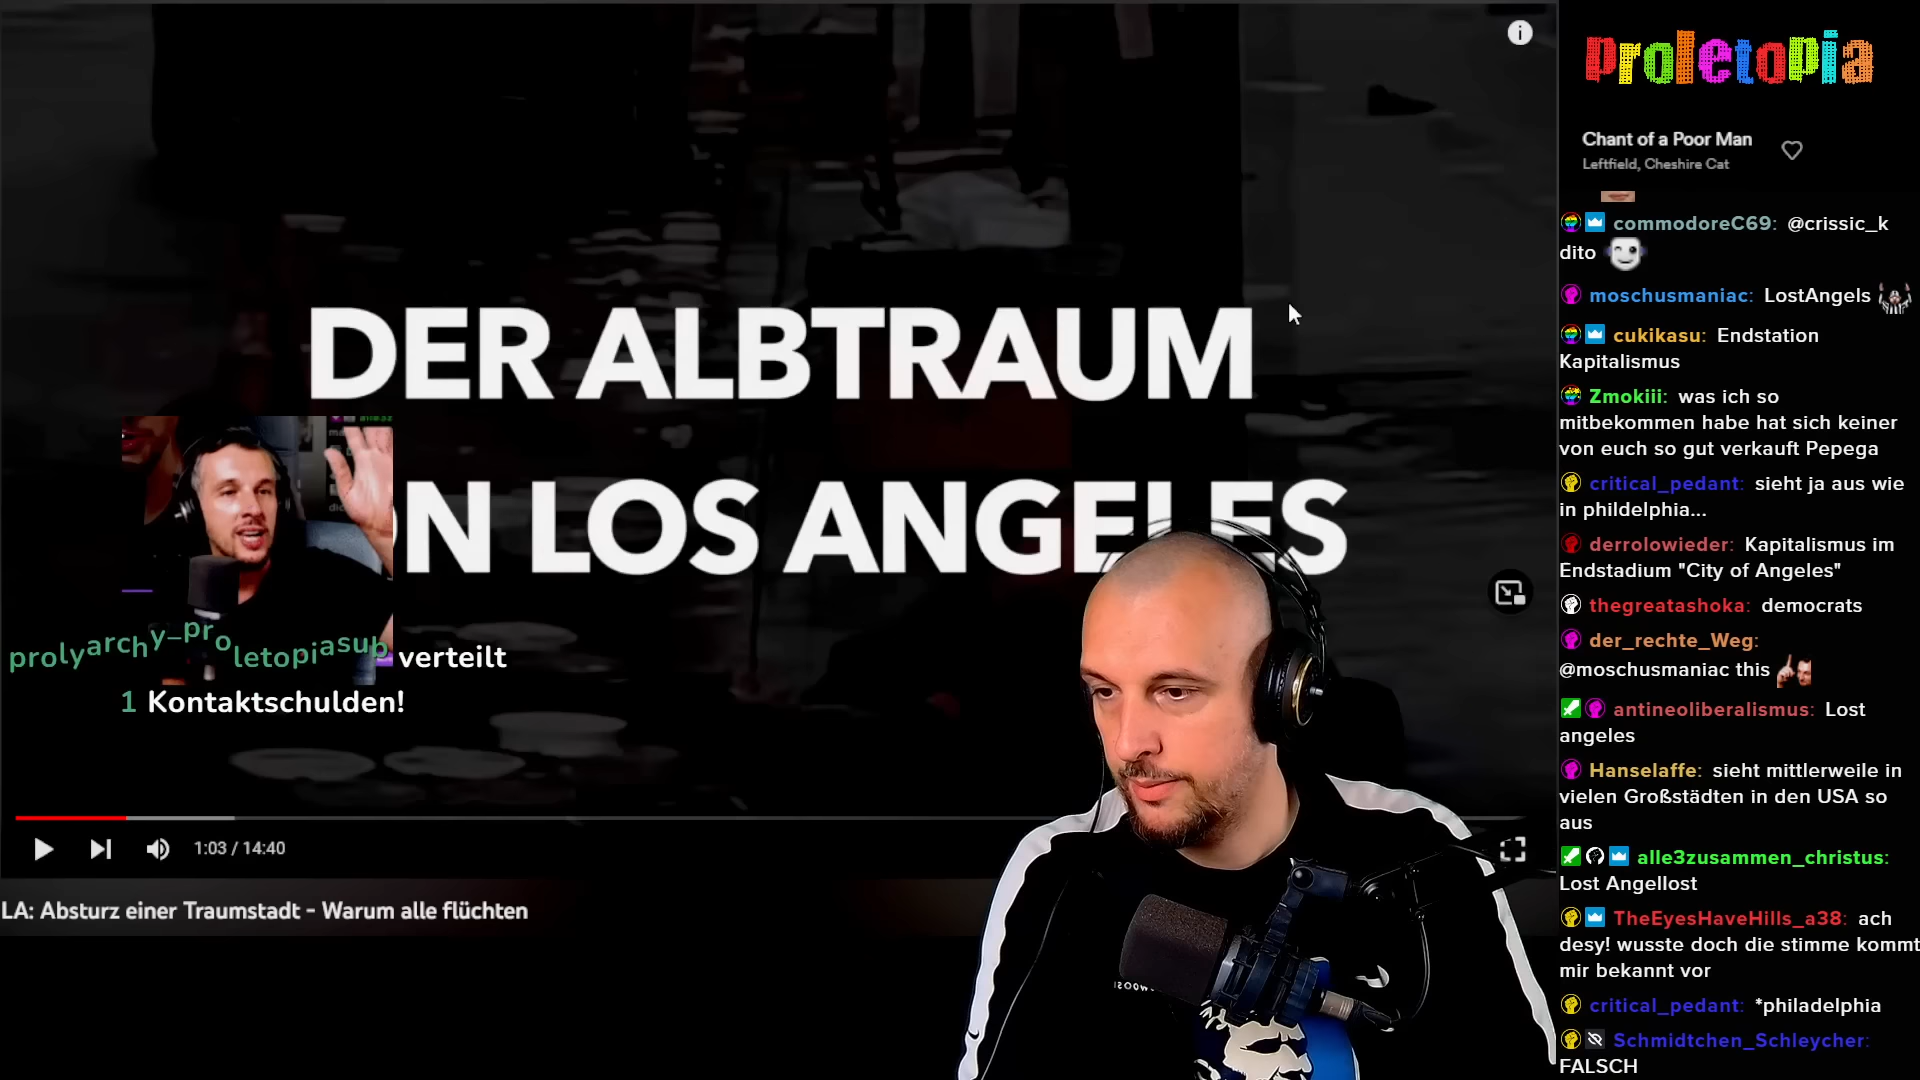 DER ALBTRAUM
N LOS ANGELES
prolyarchy_proletopiasub verteilt
1 Kontaktschulden!
1:03 / 14:40
LA: Absturz einer Traumstadt - Warum alle flüchten
proletopia
Chant of a Poor Man
Leftfield, Cheshire Cat
commodoreC69: @crissic_k
dito
moschusmaniac: LostAngels
cukikasu: Endstation
Kapitalismus
Zmokiii: was ich so
mitbekommen habe hat sich keiner
von euch so gut verkauft Pepega
critical_pedant: sieht ja aus wie
in phildelphia...
derrolowieder: Kapitalismus im
Endstadium "City of Angeles"
thegreatashoka: democrats
der_rechte_Weg:
@moschusmaniac this
antineoliberalismus: Lost
angeles
Hanselaffe: sieht mittlerweile in
vielen Großstädten in den USA so
aus
alle3zusammen_christus:
Lost Angellost
TheEyesHaveHills_a38: ach
desy! wusste doch die stimme kommt
mir bekannt vor
critical_pedant: *philadelphia
Schmidtchen_Schleycher:
FALSCH